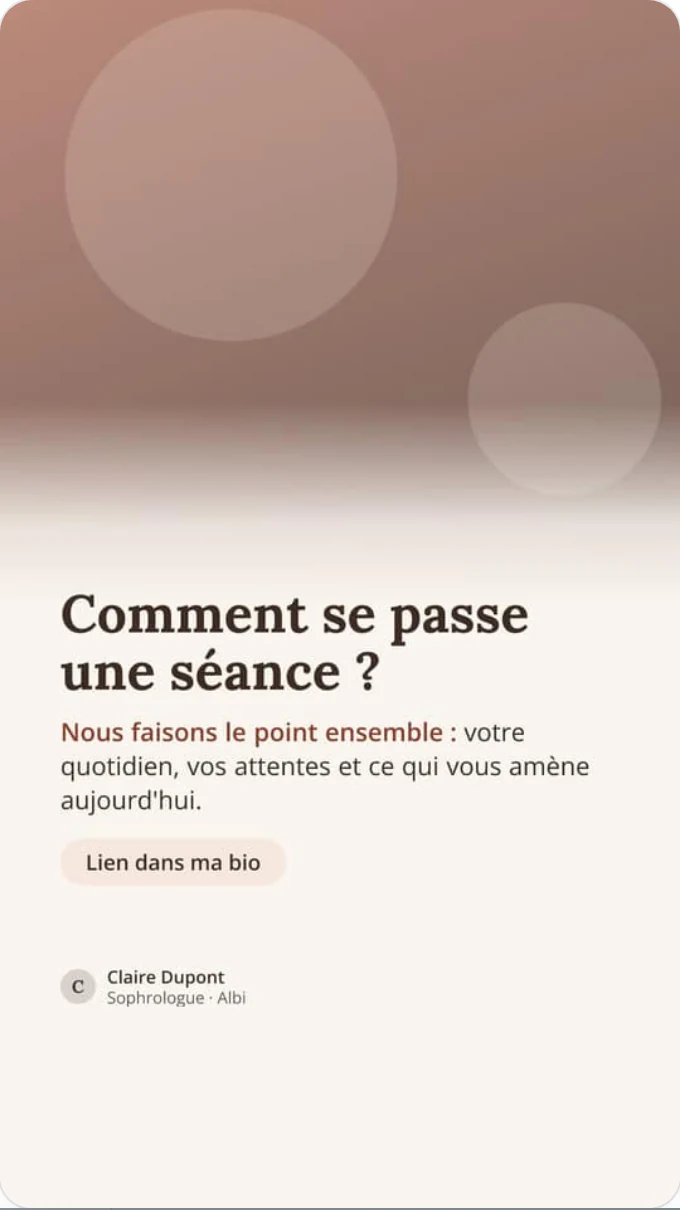 Comment se passe
une séance ?
Nous faisons le point ensemble : votre
quotidien, vos attentes et ce qui vous amène
aujourd'hui.
Lien dans ma bio
C
Claire Dupont
Sophrologue · Albi